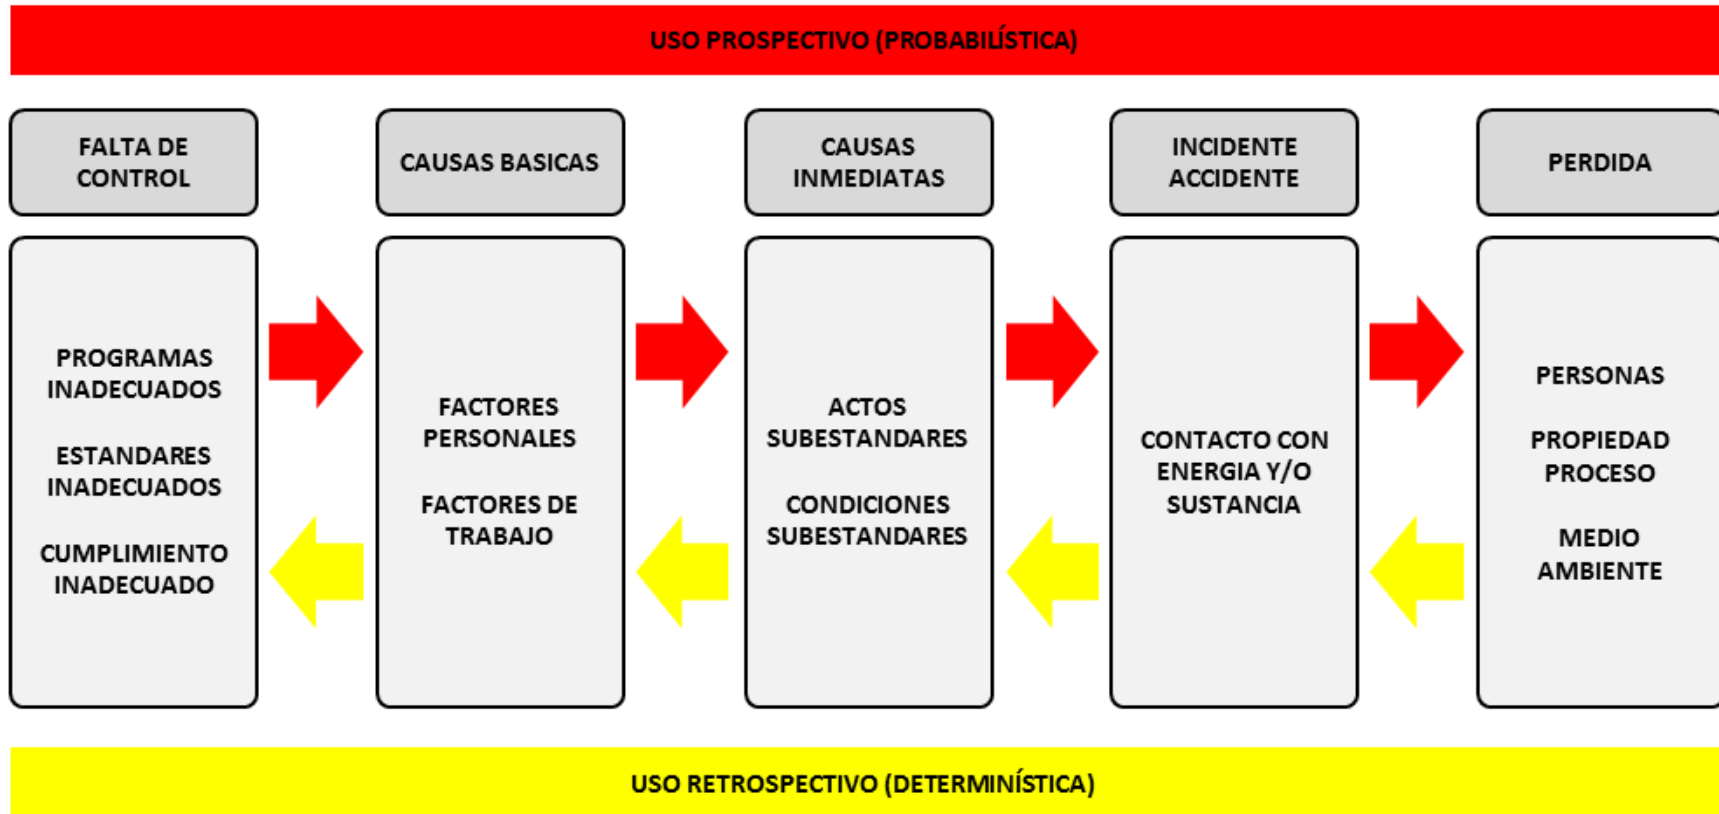 USO PROSPECTIVO (PROBABILÍSTICA)
FALTA DE
CONTROL
CAUSAS BASICAS
CAUSAS
INMEDIATAS
INCIDENTE
ACCIDENTE
PERDIDA
PROGRAMAS
INADECUADOS
ESTANDARES
INADECUADOS
CUMPLIMIENTO
INADECUADO
FACTORES
PERSONALES
FACTORES DE
TRABAJO
ACTOS
SUBESTANDARES
CONDICIONES
SUBESTANDARES
CONTACTO CON
ENERGIA Y/O
SUSTANCIA
PERSONAS
PROPIEDAD
PROCESO
MEDIO
AMBIENTE
USO RETROSPECTIVO (DETERMINÍSTICA)